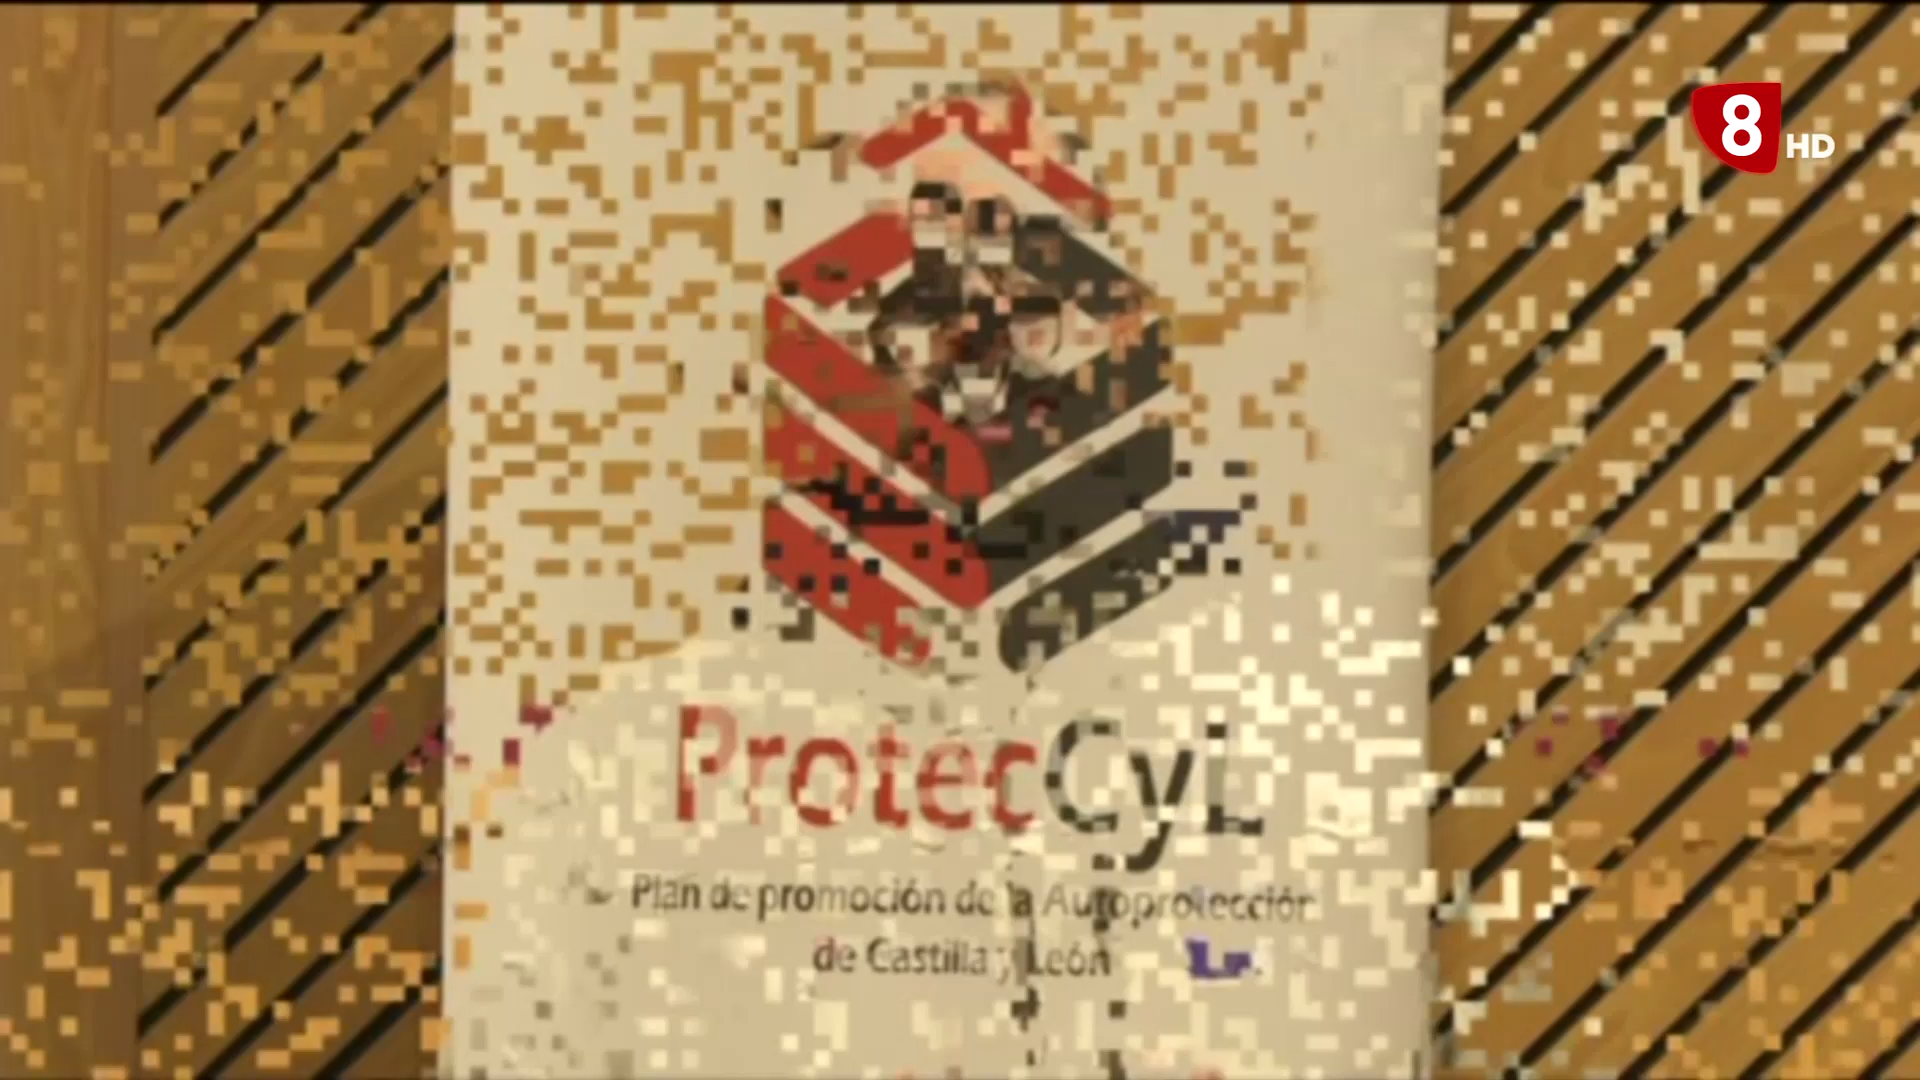 8 HD
ProtecCyL
Plan de promoción de la Autoprotección
de Castilla y León